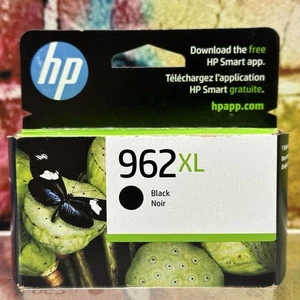 hp
Download the free
HP Smart app.
Téléchargez l'application
HP Smart gratuite.
hpapp.com
962XL
Black
Noir